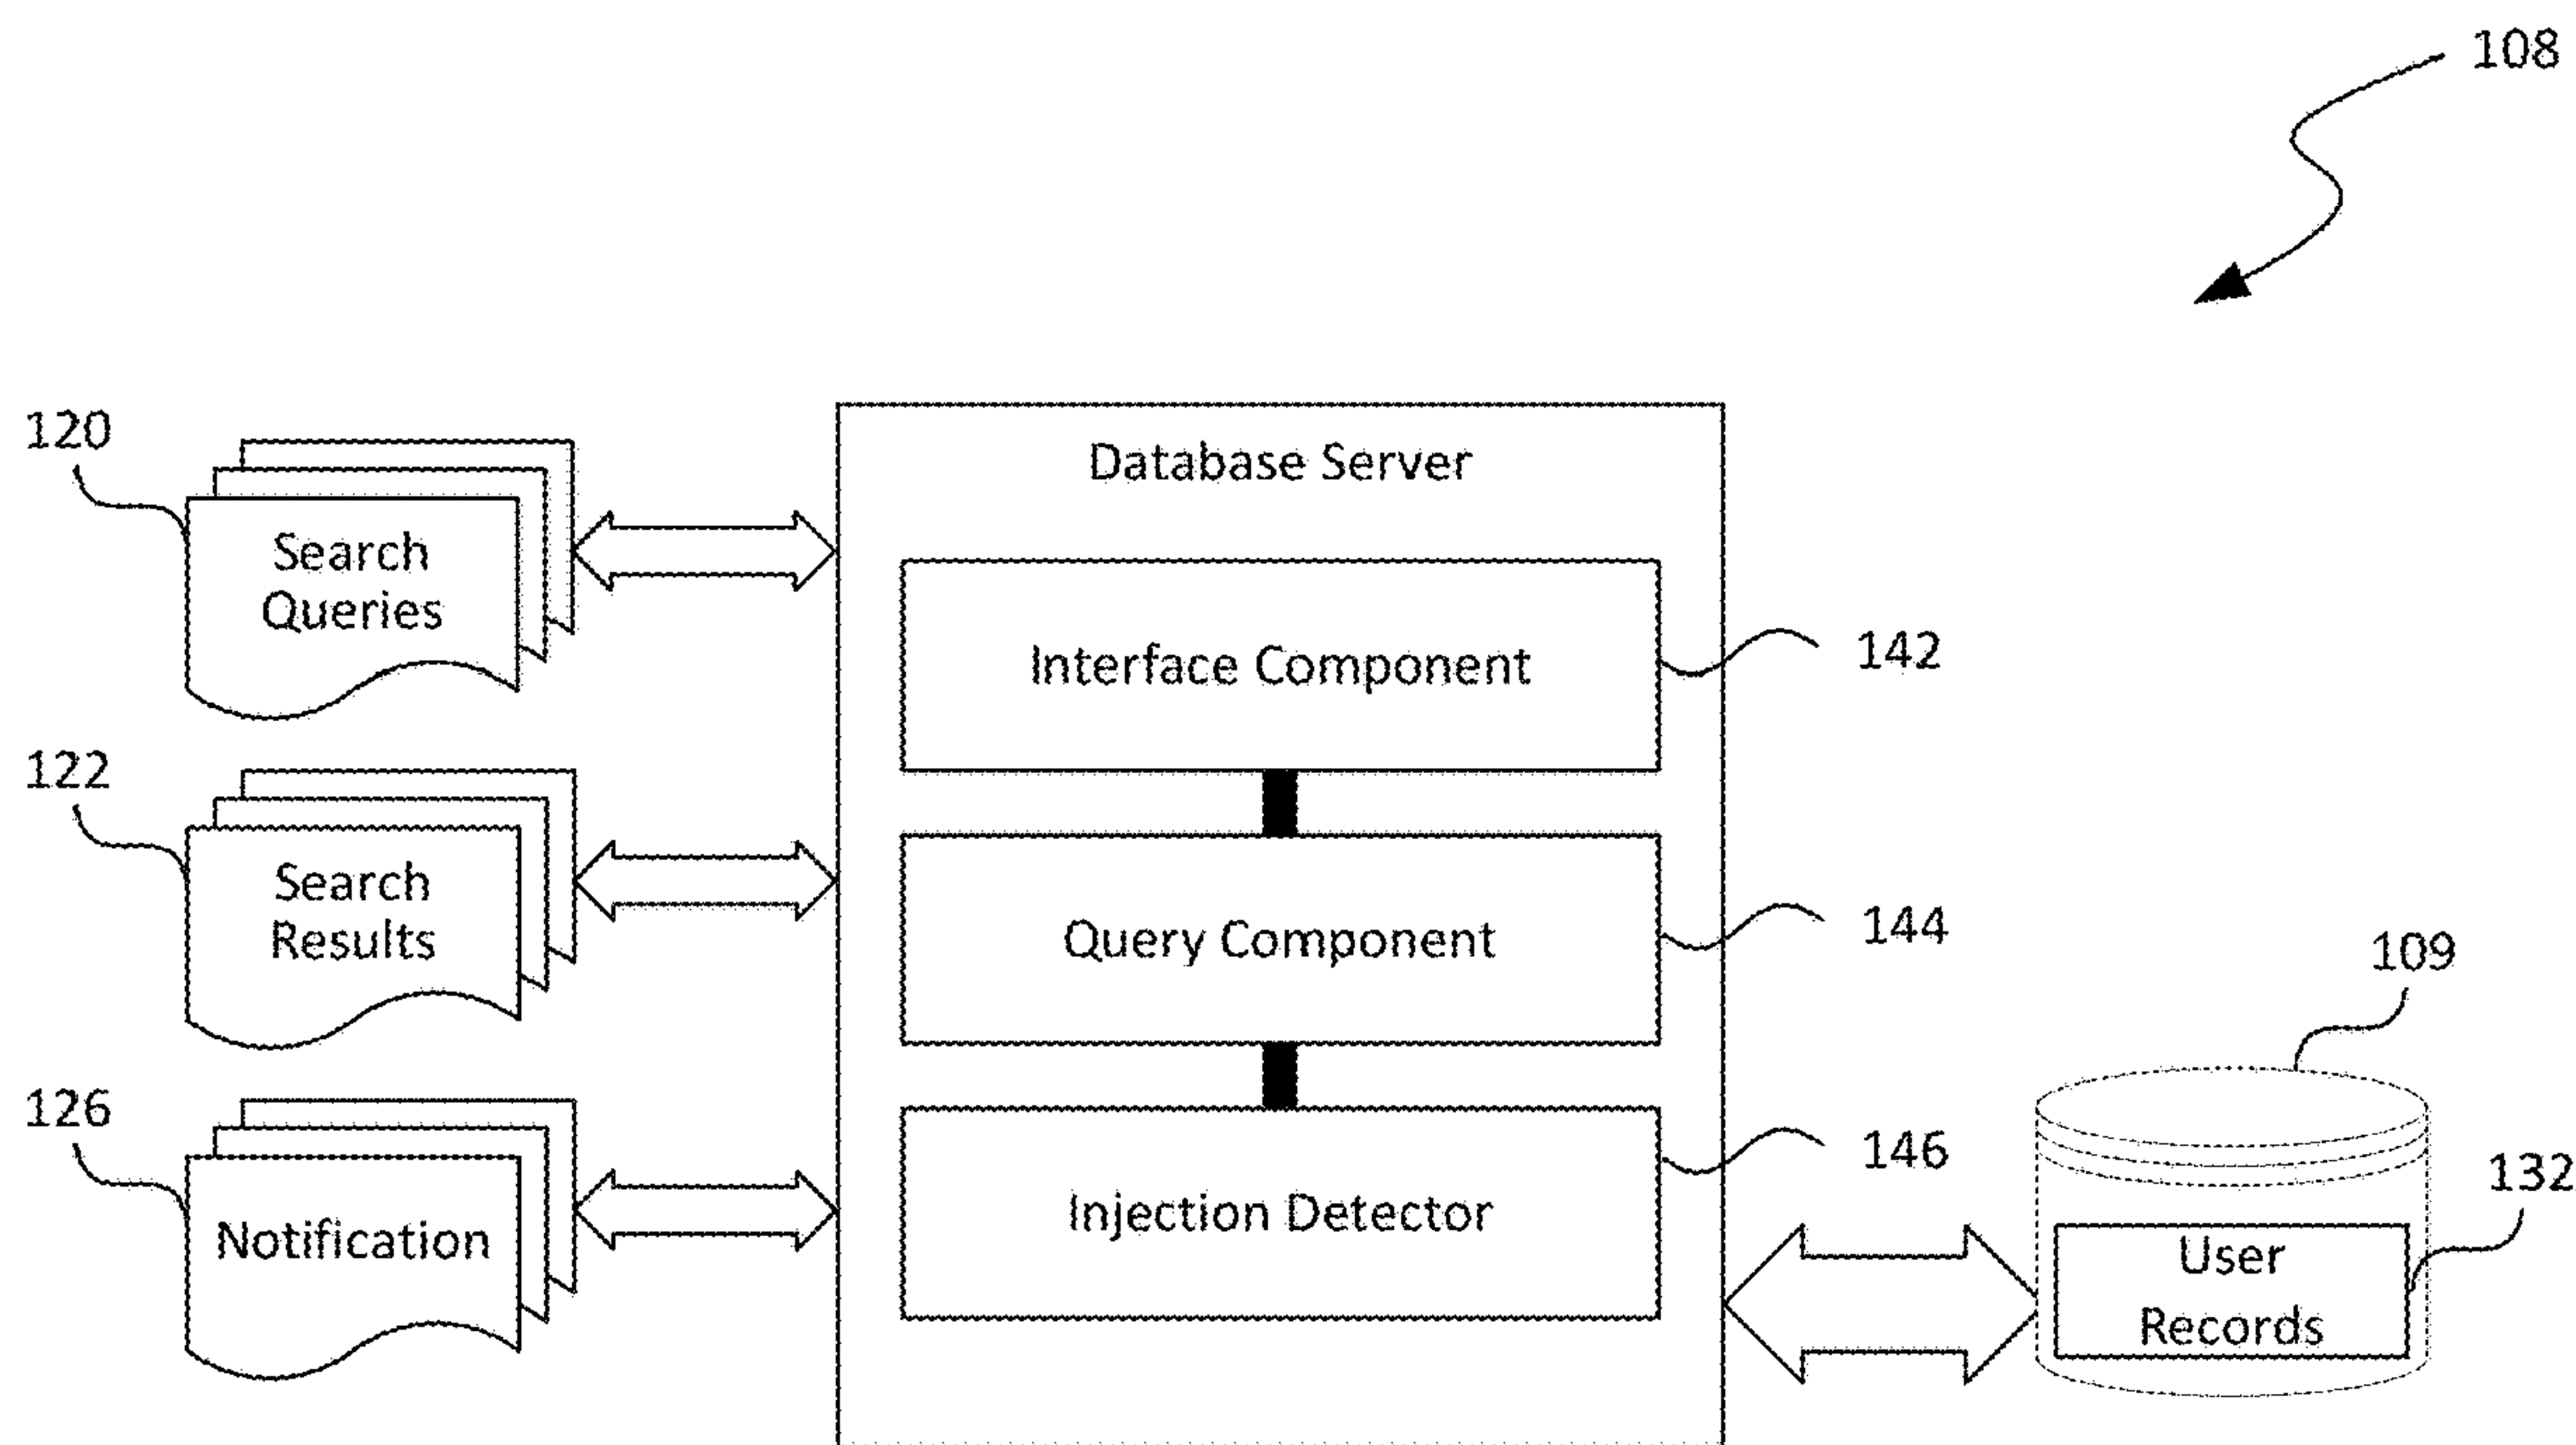 108
120
Search
Queries
122
Search
Results
126
Notification
Database Server
Interface Component
142
Query Component
144
Injection Detector
146
109
132
User
Records